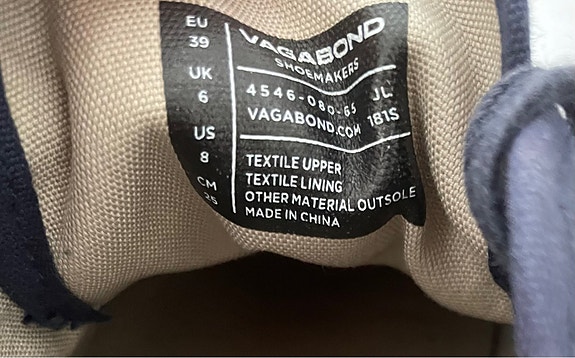 EU
39
UK
6
US
8
CM
25
VAGABOND
SHOEMAKERS
4546-080-65 JL
VAGABOND.COM 181S
TEXTILE UPPER
TEXTILE LINING
OTHER MATERIAL OUTSOLE
MADE IN CHINA